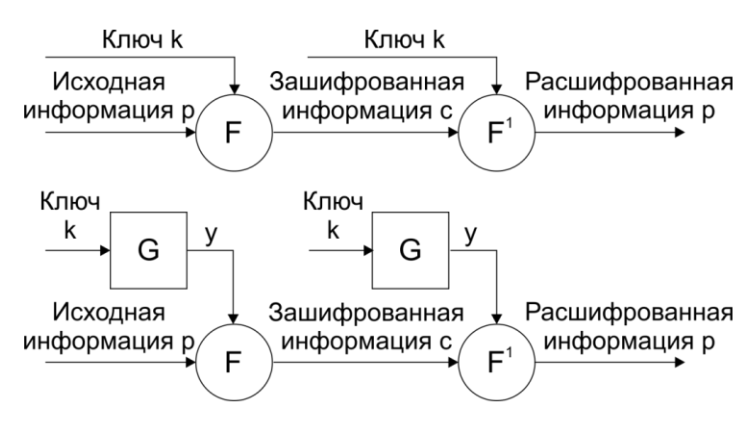 Ключ k
Ключ k
Исходная
информация p
F
Зашифрованная
информация c
F¹
Расшифрованная
информация p
Ключ
k
G
y
Ключ
k
G
y
Исходная
информация p
F
Зашифрованная
информация c
F¹
Расшифрованная
информация p